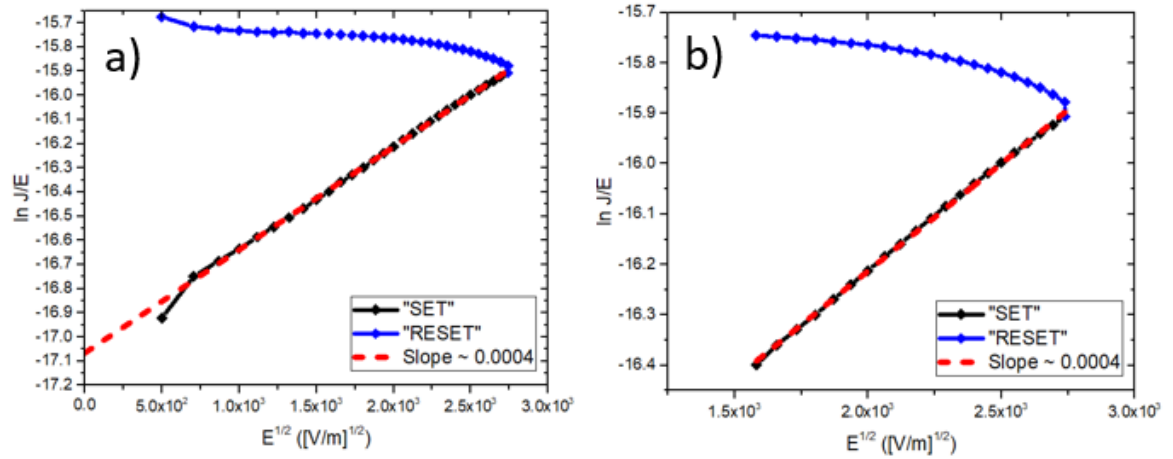 a)
-15.7
-15.8
-15.9
-16.0
-16.1
-16.2
-16.3
-16.4
-16.5
-16.6
-16.7
-16.8
-16.9
-17.0
-17.1
-17.2
ln J/E
"SET"
"RESET"
Slope ~ 0.0004
0.0 5.0x10² 1.0x10³ 1.5x10³ 2.0x10³ 2.5x10³ 3.0x10³
E^1/2 ([V/m]^1/2)
b)
-15.7
-15.8
-15.9
-16.0
-16.1
-16.2
-16.3
-16.4
ln J/E
"SET"
"RESET"
Slope ~ 0.0004
1.5x10³ 2.0x10³ 2.5x10³ 3.0x10³
E^1/2 ([V/m]^1/2)